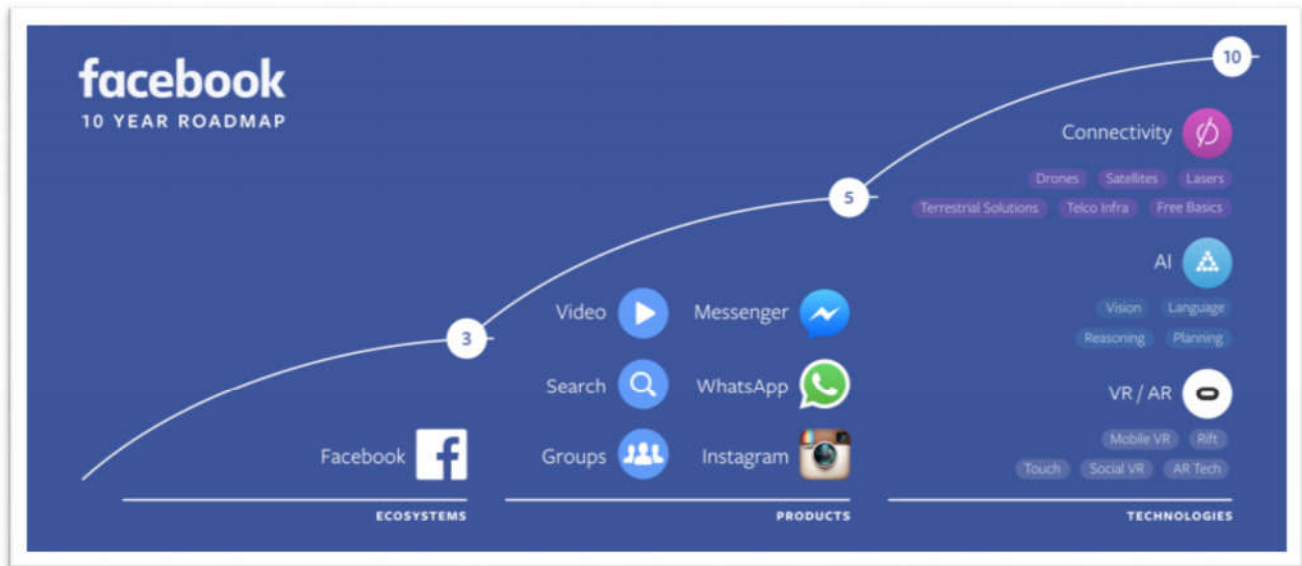 facebook
10 YEAR ROADMAP
10
5
3
Facebook
ECOSYSTEMS
Video
Messenger
Search
WhatsApp
Groups
Instagram
PRODUCTS
Connectivity
Drones Satellites Lasers
Terrestrial Solutions Telco Infra Free Basics
AI
Vision Language
Reasoning Planning
VR / AR
Mobile VR Rift
Touch Social VR AR Tech
TECHNOLOGIES